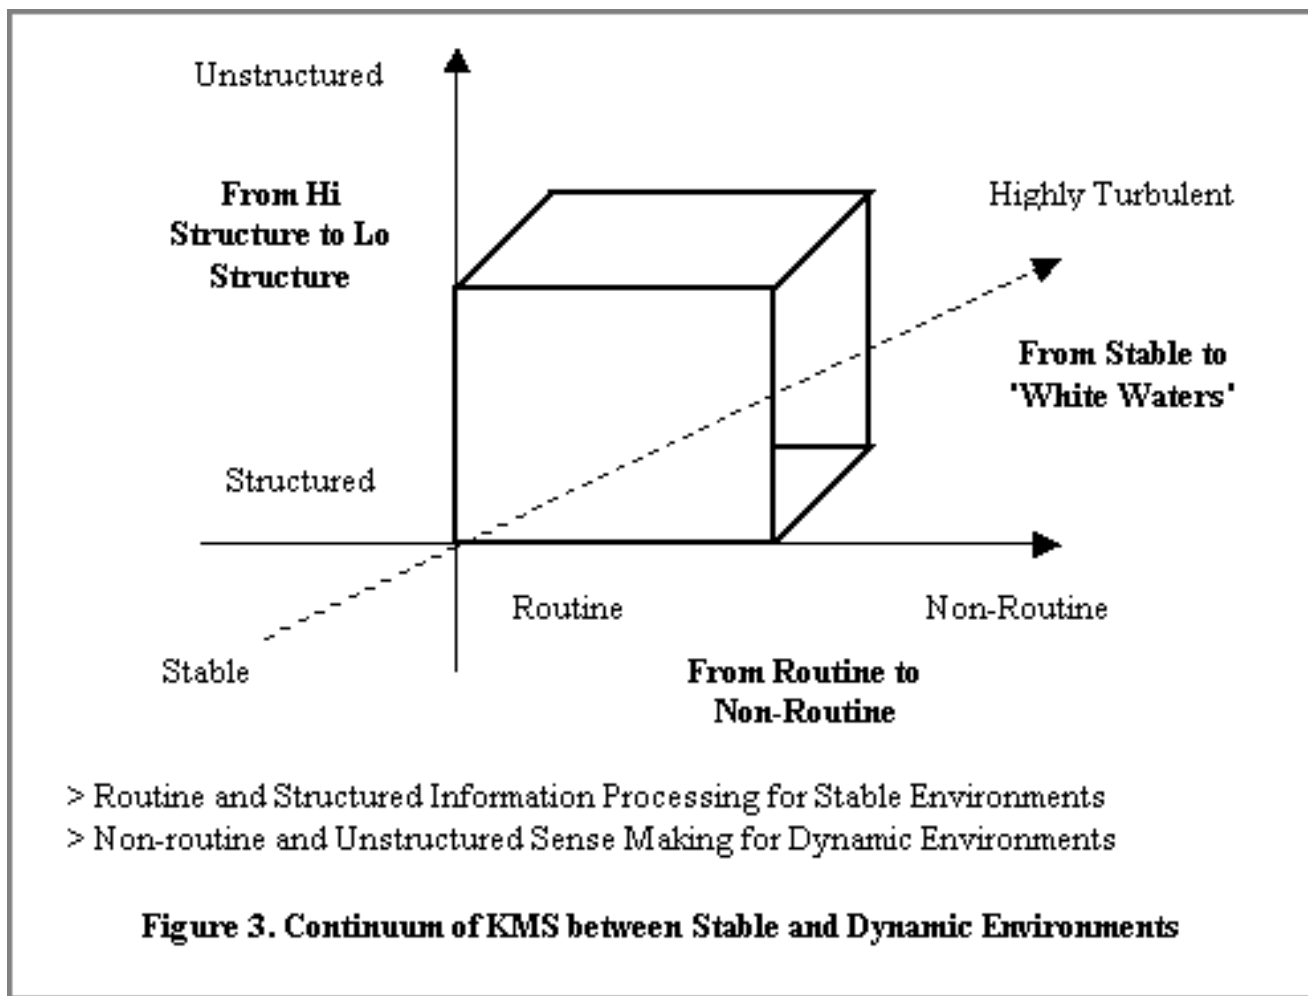 Unstructured
From Hi
Structure to Lo
Structure
Highly Turbulent
From Stable to
'White Waters'
Structured
Routine
Non-Routine
Stable
From Routine to
Non-Routine
> Routine and Structured Information Processing for Stable Environments
> Non-routine and Unstructured Sense Making for Dynamic Environments
Figure 3. Continuum of KMS between Stable and Dynamic Environments